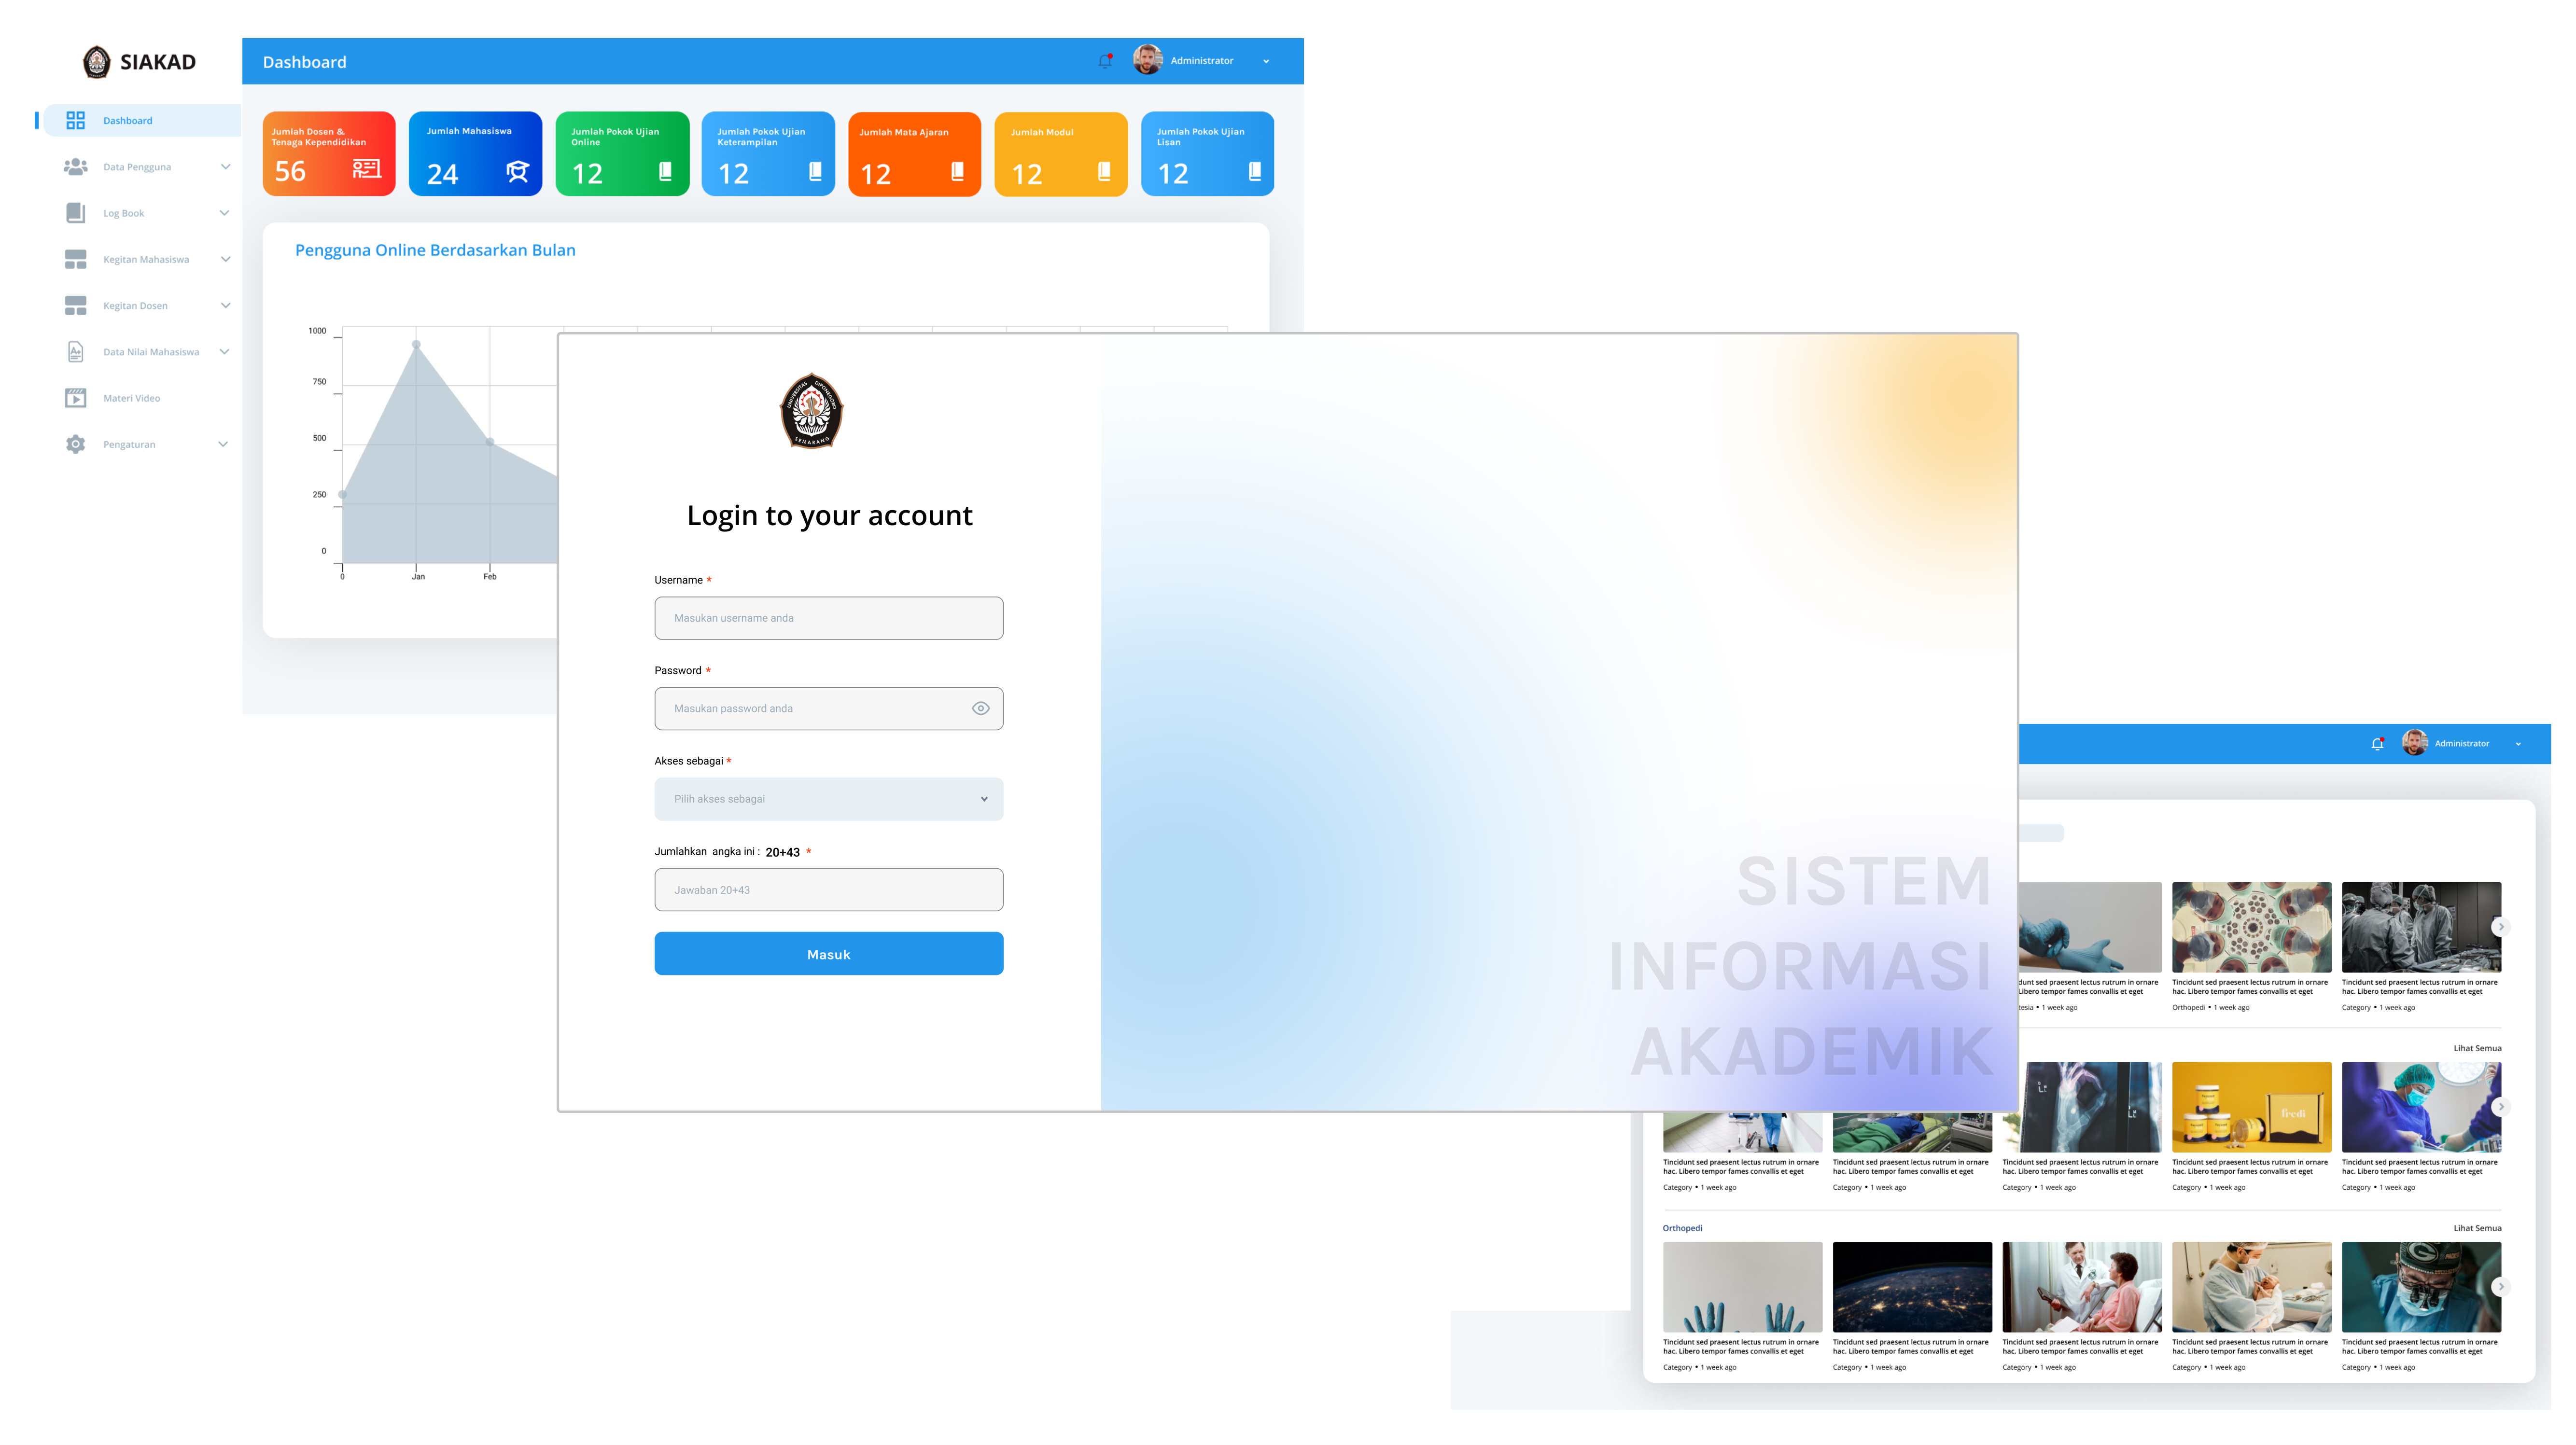 SIAKAD
Dashboard
Data Pengguna
Log Book
Kegitan Mahasiswa
Kegitan Dosen
Data Nilai Mahasiswa
Materi Video
Pengaturan
Dashboard
Administrator
Jumlah Dosen &
Tenaga Kependidikan
56
Jumlah Mahasiswa
24
Jumlah Pokok Ujian
Online
12
Jumlah Pokok Ujian
Keterampilan
12
Jumlah Mata Ajaran
12
Jumlah Modul
12
Jumlah Pokok Ujian
Lisan
12
Pengguna Online Berdasarkan Bulan
1000
750
500
250
0
0 Jan Feb
UNIVERSITAS DIPONEGORO
SEMARANG
Login to your account
Username *
Masukan username anda
Password *
Masukan password anda
Akses sebagai *
Pilih akses sebagai
Jumlahkan angka ini : 20+43 *
Jawaban 20+43
Masuk
SISTEM
INFORMASI
AKADEMIK
Administrator
dunt sed praesent lectus rutrum in ornare
Libero tempor fames convallis et eget
tesia • 1 week ago
Tincidunt sed praesent lectus rutrum in ornare
hac. Libero tempor fames convallis et eget
Orthopedi • 1 week ago
Tincidunt sed praesent lectus rutrum in ornare
hac. Libero tempor fames convallis et eget
Category • 1 week ago
Lihat Semua
fredi
Tincidunt sed praesent lectus rutrum in ornare
hac. Libero tempor fames convallis et eget
Category • 1 week ago
Tincidunt sed praesent lectus rutrum in ornare
hac. Libero tempor fames convallis et eget
Category • 1 week ago
Tincidunt sed praesent lectus rutrum in ornare
hac. Libero tempor fames convallis et eget
Category • 1 week ago
Tincidunt sed praesent lectus rutrum in ornare
hac. Libero tempor fames convallis et eget
Category • 1 week ago
Tincidunt sed praesent lectus rutrum in ornare
hac. Libero tempor fames convallis et eget
Category • 1 week ago
Orthopedi
Lihat Semua
Tincidunt sed praesent lectus rutrum in ornare
hac. Libero tempor fames convallis et eget
Category • 1 week ago
Tincidunt sed praesent lectus rutrum in ornare
hac. Libero tempor fames convallis et eget
Category • 1 week ago
Tincidunt sed praesent lectus rutrum in ornare
hac. Libero tempor fames convallis et eget
Category • 1 week ago
Tincidunt sed praesent lectus rutrum in ornare
hac. Libero tempor fames convallis et eget
Category • 1 week ago
Tincidunt sed praesent lectus rutrum in ornare
hac. Libero tempor fames convallis et eget
Category • 1 week ago